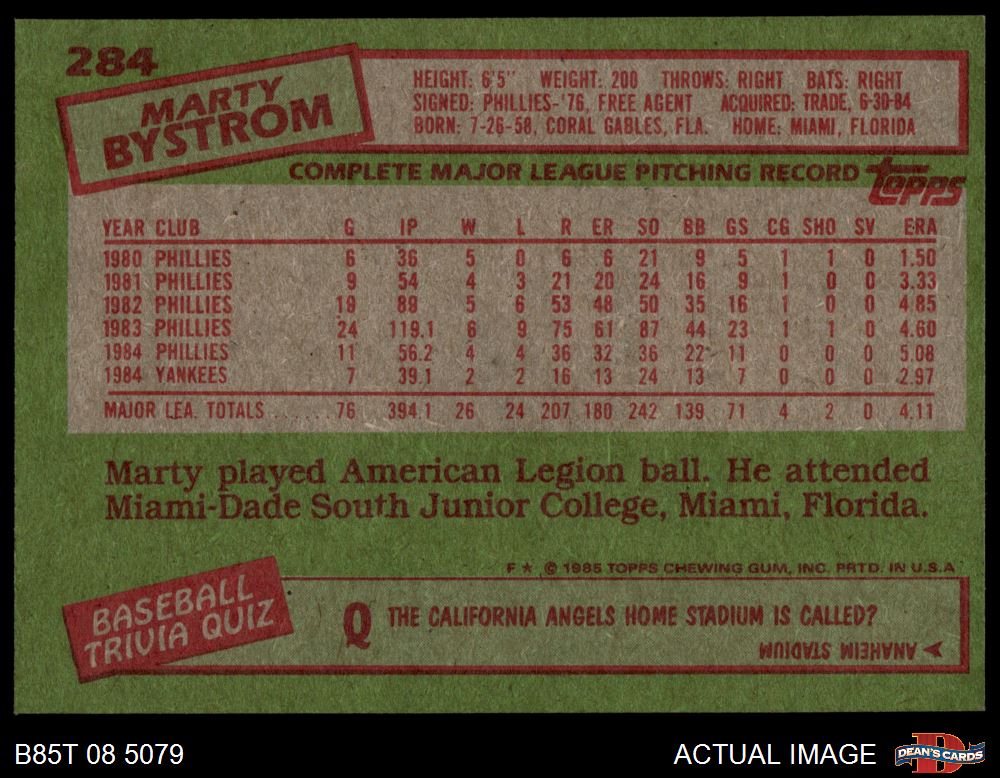 284
MARTY
BYSTROM
HEIGHT: 6'5" WEIGHT: 200 THROWS: RIGHT BATS: RIGHT
SIGNED: PHILLIES-'76, FREE AGENT ACQUIRED: TRADE, 6-30-84
BORN: 7-26-58, CORAL GABLES, FLA. HOME: MIAMI, FLORIDA
COMPLETE MAJOR LEAGUE PITCHING RECORD topps
YEAR CLUB G IP W L R ER SO BB GS CG SHO SV ERA
1980 PHILLIES 6 36 5 0 6 6 21 9 5 1 1 0 1.50
1981 PHILLIES 9 54 4 3 21 20 24 16 9 1 0 0 3.33
1982 PHILLIES 19 89 5 6 53 48 50 35 16 1 0 0 4.85
1983 PHILLIES 24 119.1 6 9 75 61 87 44 23 1 1 0 4.60
1984 PHILLIES 11 56.2 4 4 36 32 36 22 11 0 0 0 5.08
1984 YANKEES 7 39.1 2 2 16 13 24 13 7 0 0 0 2.97
MAJOR LEA. TOTALS ...... 76 394.1 26 24 207 180 242 139 71 4 2 0 4.11
Marty played American Legion ball. He attended
Miami-Dade South Junior College, Miami, Florida.
F ★ © 1985 TOPPS CHEWING GUM, INC. PRTD. IN U.S.A
BASEBALL
TRIVIA QUIZ
Q THE CALIFORNIA ANGELS HOME STADIUM IS CALLED?
ANAHEIM STADIUM
B85T 08 5079
ACTUAL IMAGE
D
DEAN'S CARDS